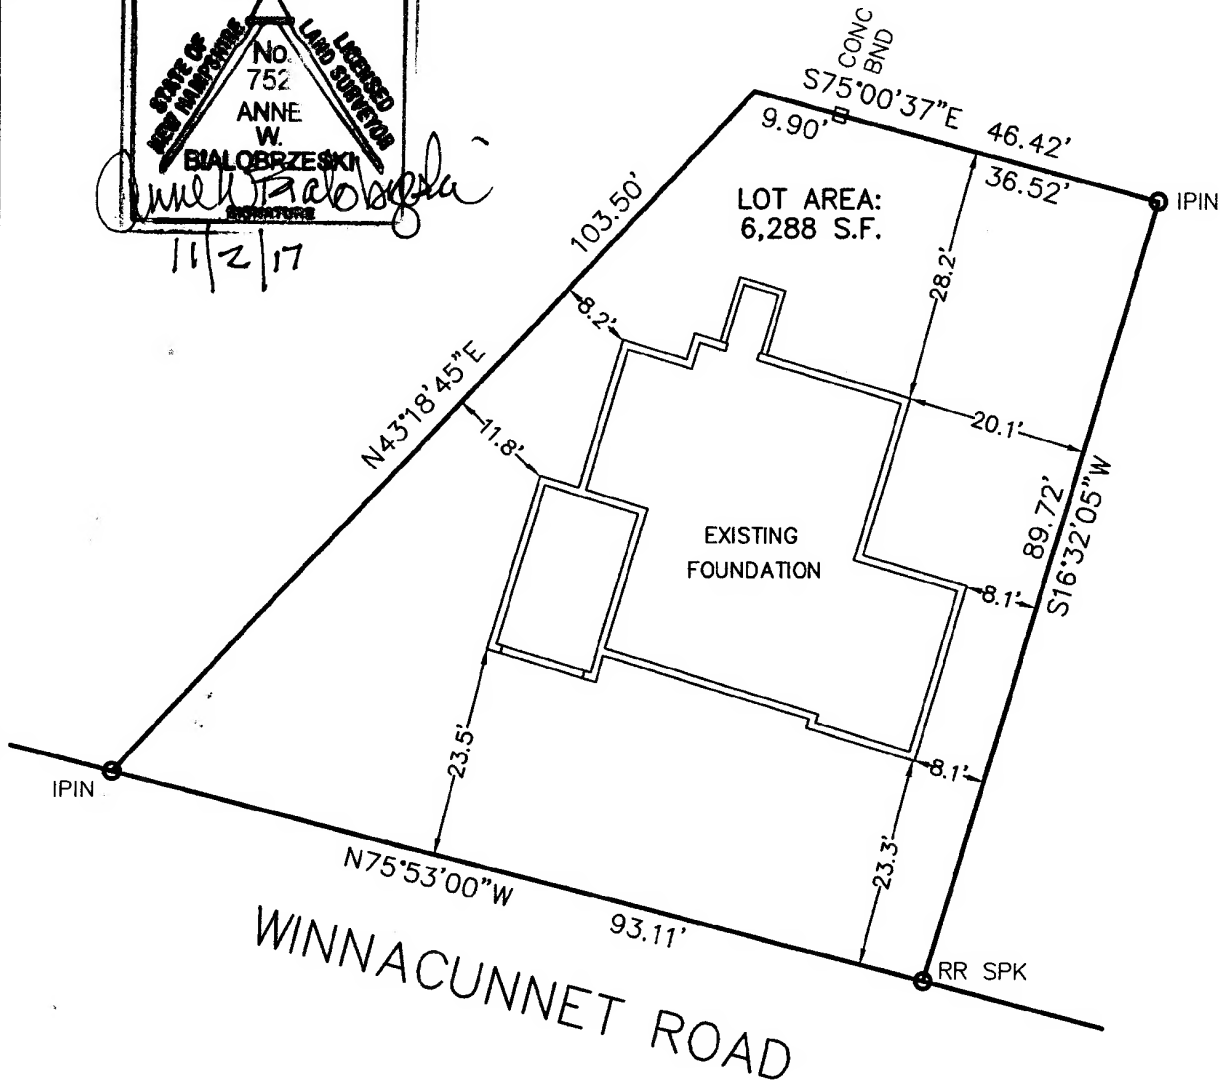 STATE OF
NEW HAMPSHIRE
LICENSED
LAND SURVEYOR
No.
752
ANNE
W.
BIALOBRZESKI
Anne W Bialobrzeski
SIGNATURE
11/2/17
CONC
BND
S75°00'37"E
46.42'
9.90'
36.52'
IPIN
LOT AREA:
6,288 S.F.
103.50'
N43°18'45"E
8.2'
28.2'
11.8'
20.1'
89.72'
S16°32'05"W
EXISTING
FOUNDATION
8.1'
23.5'
8.1'
23.3'
IPIN
N75°53'00"W
93.11'
RR SPK
WINNACUNNET ROAD